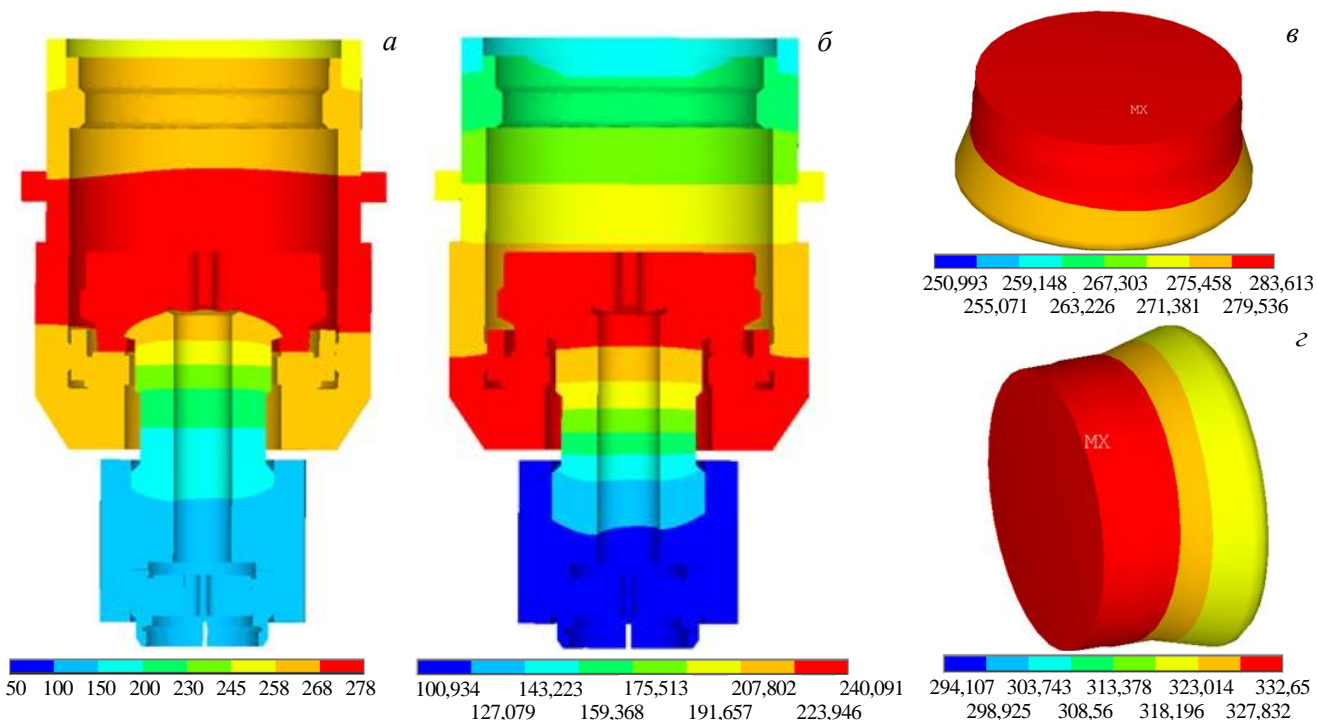 а
б
в
MX
250,993 259,148 267,303 275,458 283,613
255,071 263,226 271,381 279,536
г
MX
50 100 150 200 230 245 258 268 278
100,934 143,223 175,513 207,802 240,091
127,079 159,368 191,657 223,946
294,107 303,743 313,378 323,014 332,65
298,925 308,56 318,196 327,832